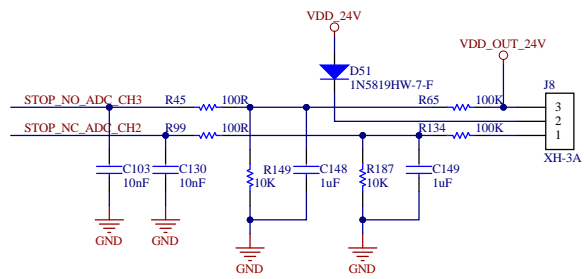 VDD_24V
VDD_OUT_24V
D51
1N5819HW-7-F
J8
STOP_NO_ADC_CH3
R45
100R
R65
100K
3
2
STOP_NC_ADC_CH2
R99
100R
R134
100K
1
XH-3A
C103
10nF
C130
10nF
R149
10K
C148
1uF
R187
10K
C149
1uF
GND
GND
GND
GND